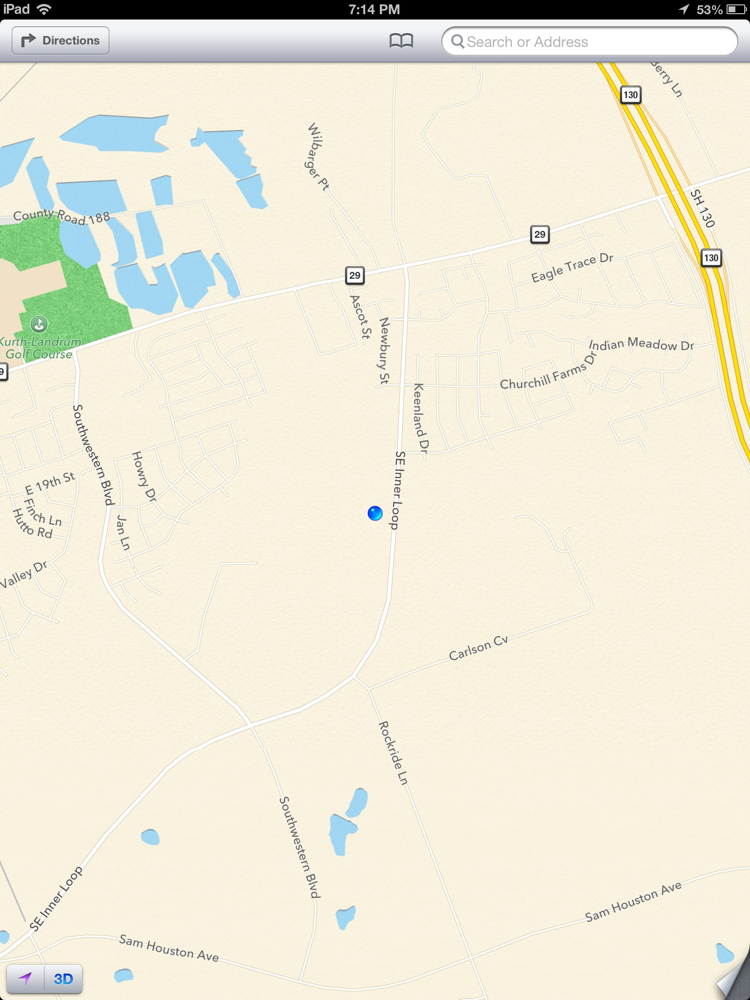 iPad
7:14 PM
53%
Directions
Search or Address
Berry Ln
130
Wilbarger Pt
SH 130
County Road 188
29
130
Eagle Trace Dr
29
Ascot St
Newbury St
Kurth-Landrum
Golf Course
Indian Meadow Dr
9
Churchill Farms Dr
Keenland Dr
Southwestern Blvd
SE Inner Loop
Howry Dr
E 19th St
Finch Ln
Hutto Rd
Jan Ln
Valley Dr
Carlson Cv
Rockride Ln
Southwestern Blvd
SE Inner Loop
Sam Houston Ave
Sam Houston Ave
3D